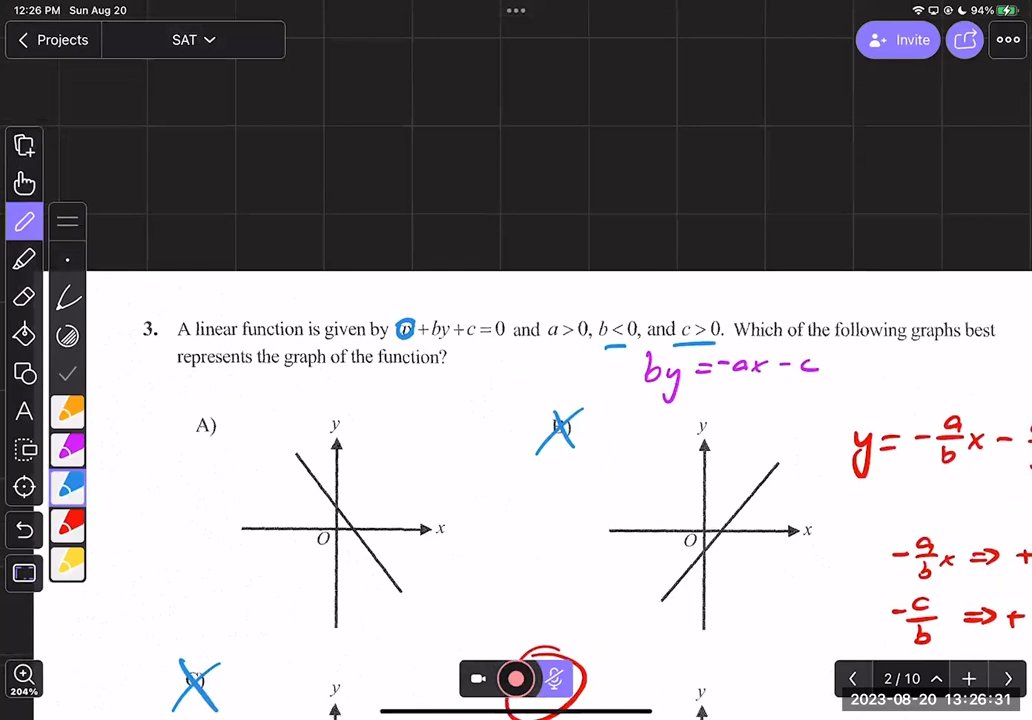 12:26 PM Sun Aug 20
94%
Projects
SAT
Invite
3. A linear function is given by +by+c=0 and a>0, b<0, and c>0. Which of the following graphs best
represents the graph of the function?
by = -ax - c
A)
y
y
y = -a/b x -
x
x
O
O
-a/b x => +
-c/b => +
A
204%
y
y
2 / 10
2023-08-20 13:26:31